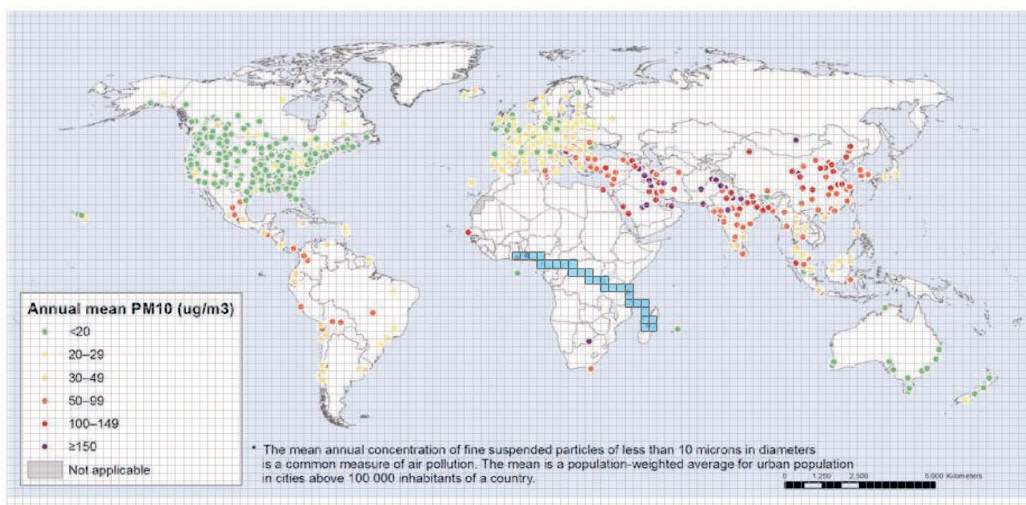 Annual mean PM10 (ug/m3)
<20
20–29
30–49
50–99
100–149
≥150
Not applicable
* The mean annual concentration of fine suspended particles of less than 10 microns in diameters
is a common measure of air pollution. The mean is a population-weighted average for urban population
in cities above 100 000 inhabitants of a country.
0 1,250 2,500 5,000 Kilometers